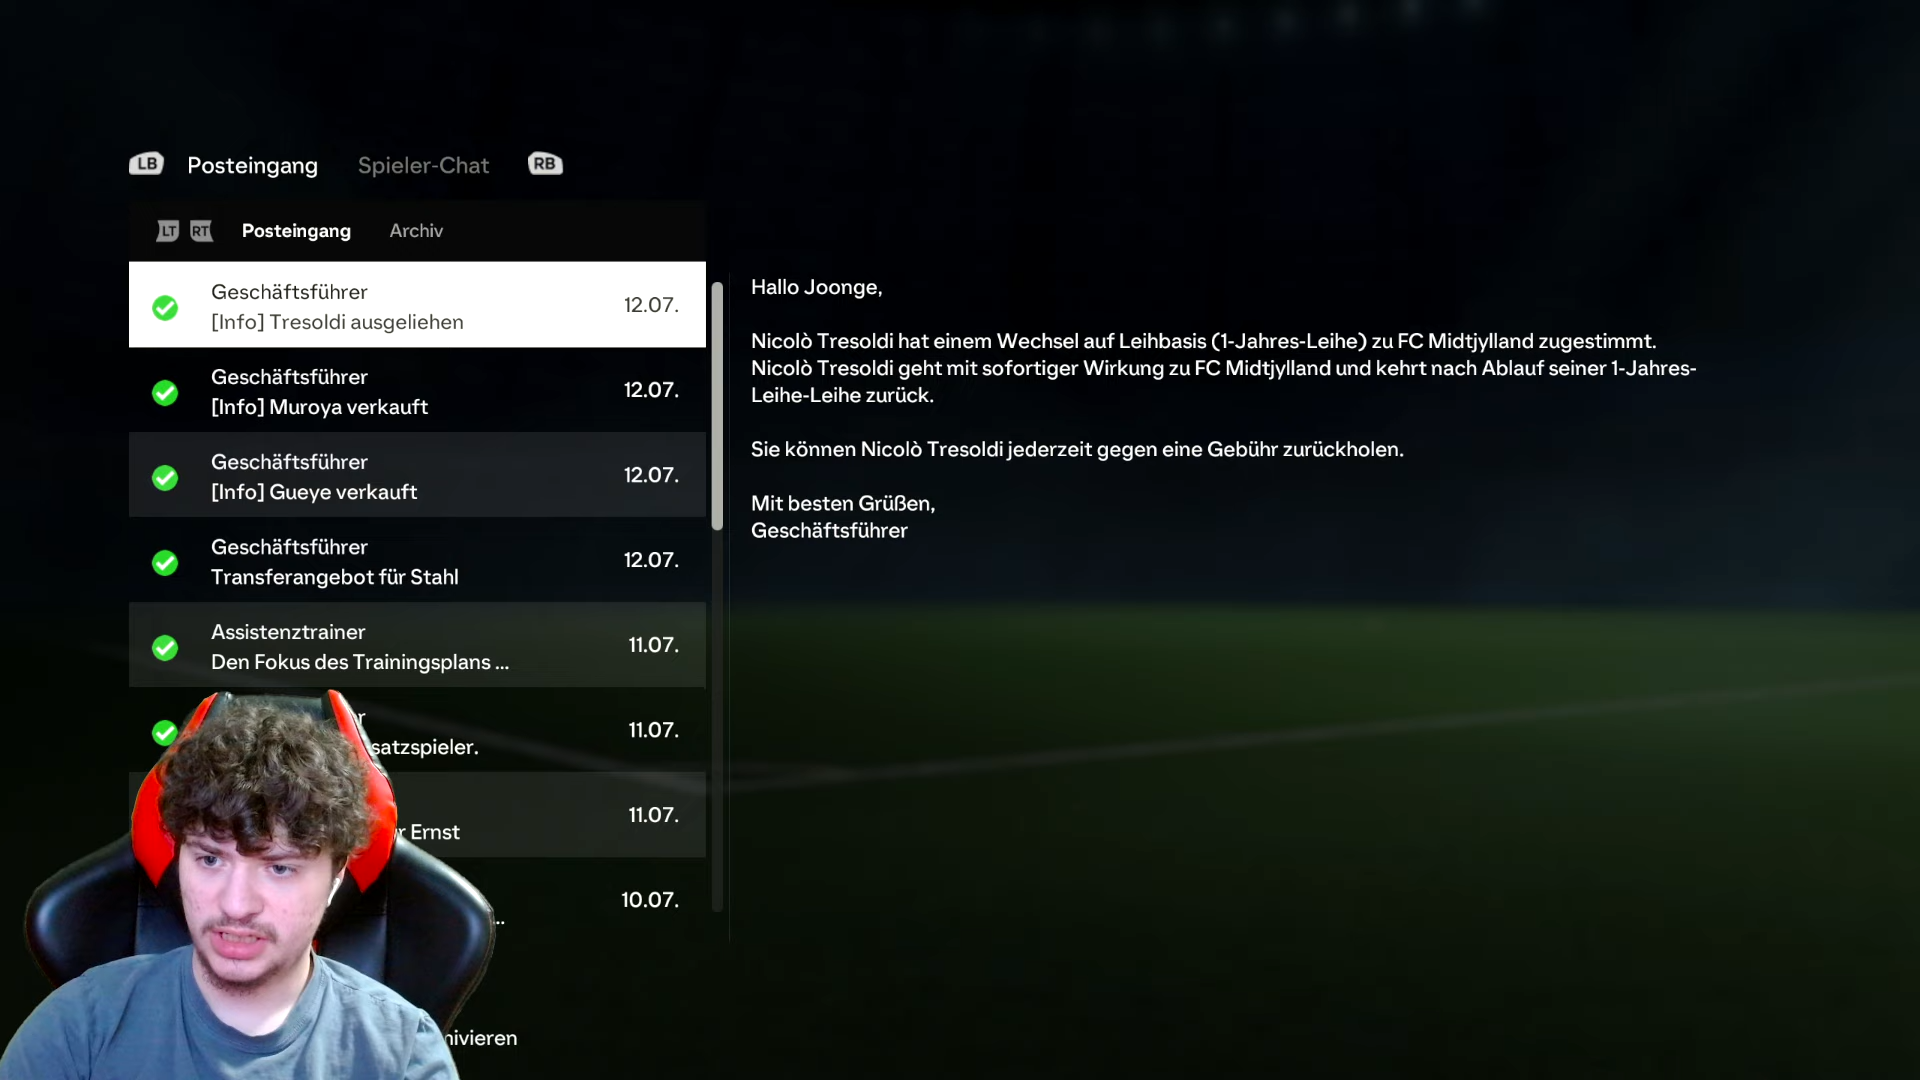 LB Posteingang Spieler-Chat RB
LT RT Posteingang Archiv
Geschäftsführer
[Info] Tresoldi ausgeliehen
12.07.
Geschäftsführer
[Info] Muroya verkauft
12.07.
Geschäftsführer
[Info] Gueye verkauft
12.07.
Geschäftsführer
Transferangebot für Stahl
12.07.
Assistenztrainer
Den Fokus des Trainingsplans ...
11.07.
satzspieler.
11.07.
Ernst
11.07.
10.07.
Hallo Joonge,
Nicolò Tresoldi hat einem Wechsel auf Leihbasis (1-Jahres-Leihe) zu FC Midtjylland zugestimmt.
Nicolò Tresoldi geht mit sofortiger Wirkung zu FC Midtjylland und kehrt nach Ablauf seiner 1-Jahres-
Leihe-Leihe zurück.
Sie können Nicolò Tresoldi jederzeit gegen eine Gebühr zurückholen.
Mit besten Grüßen,
Geschäftsführer